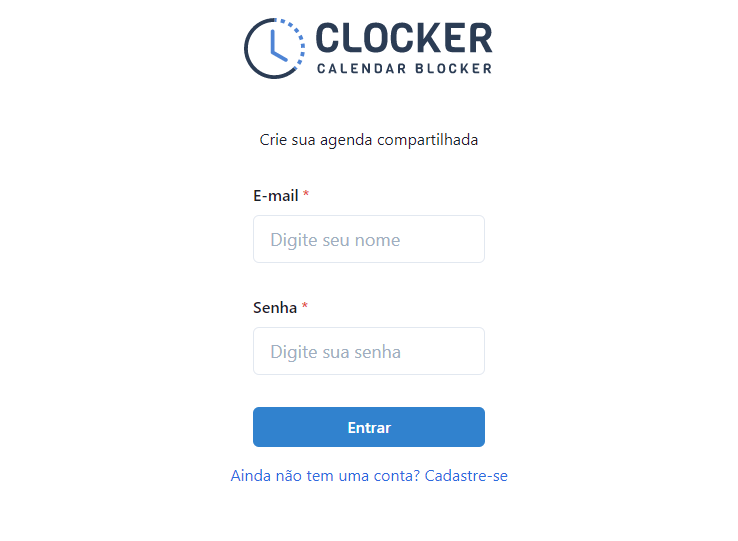 CLOCKER
CALENDAR BLOCKER
Crie sua agenda compartilhada
E-mail *
Digite seu nome
Senha *
Digite sua senha
Entrar
Ainda não tem uma conta? Cadastre-se